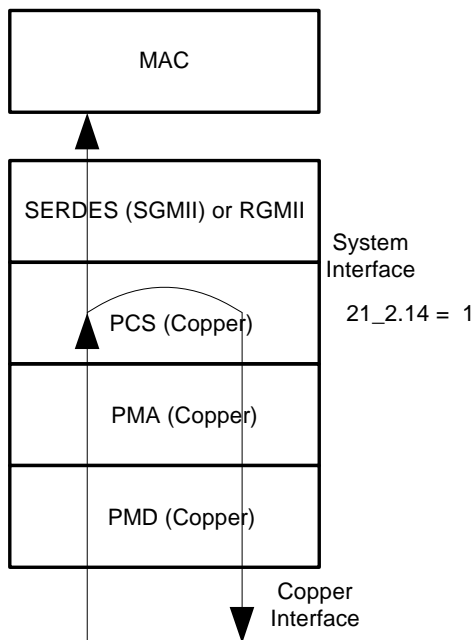 MAC
SERDES (SGMII) or RGMII
System
Interface
21_2.14 = 1
PCS (Copper)
PMA (Copper)
PMD (Copper)
Copper
Interface